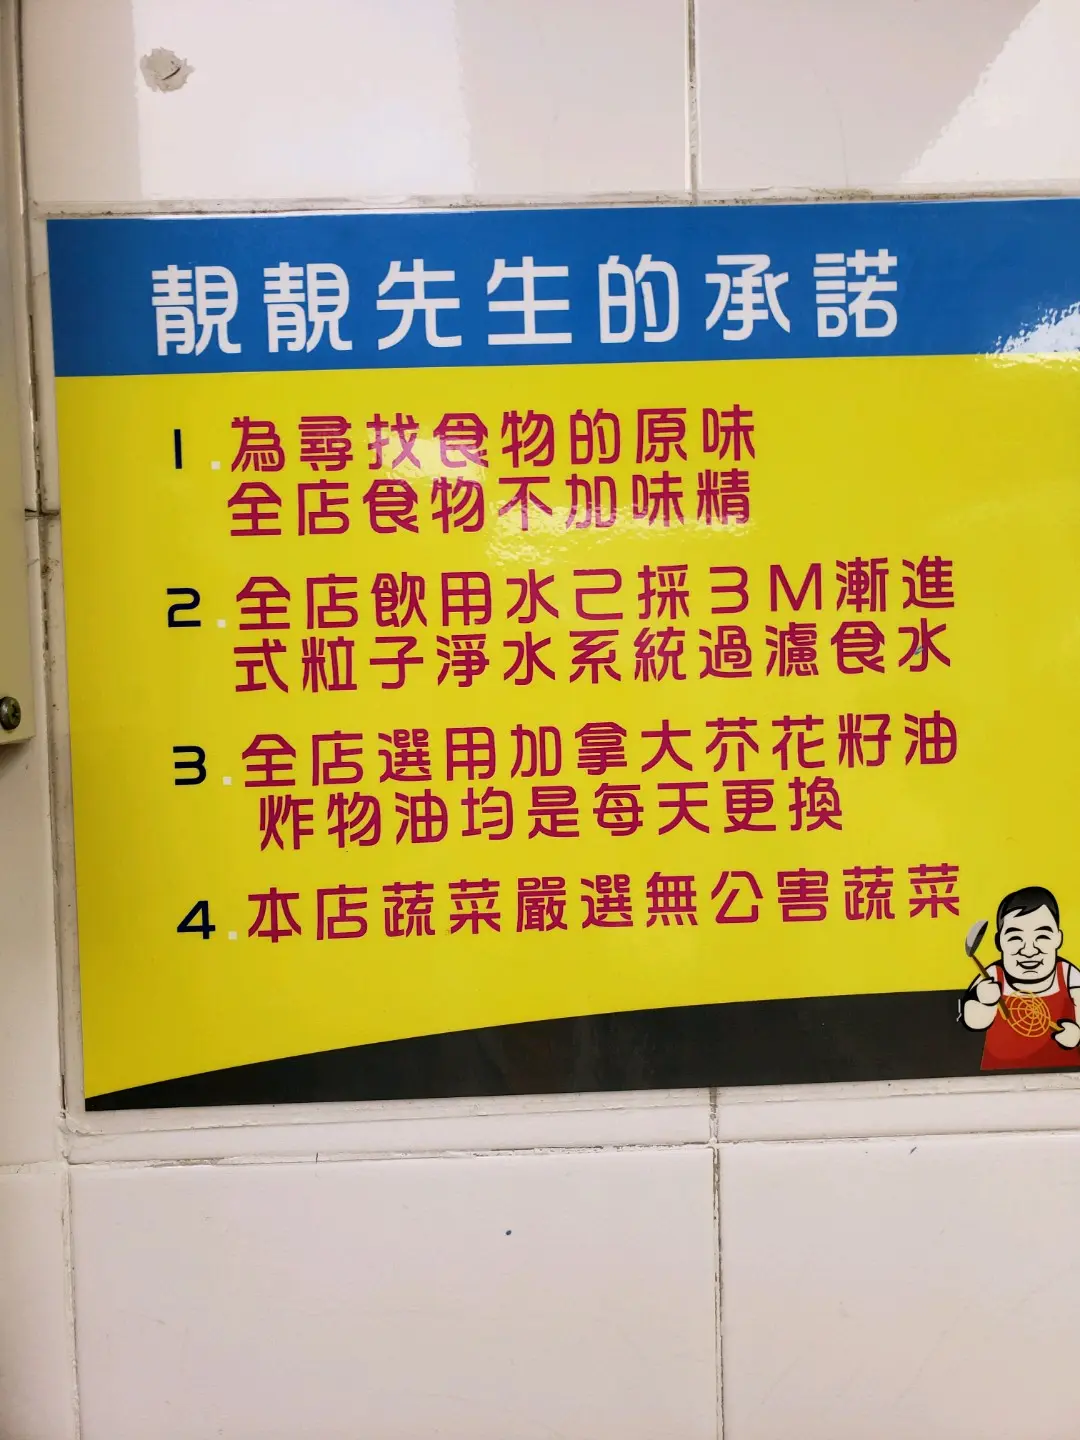 靚靚先生的承諾
1.為尋找食物的原味
全店食物不加味精
2.全店飲用水己採3M漸進
式粒子淨水系統過濾食水
3.全店選用加拿大芥花籽油
炸物油均是每天更換
4.本店蔬菜嚴選無公害蔬菜